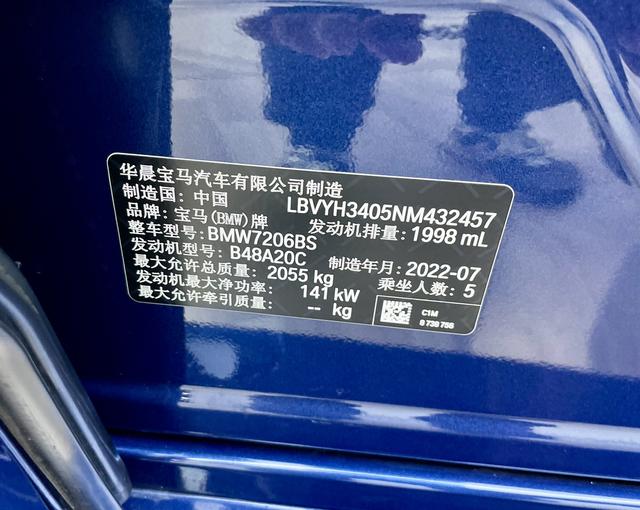 华晨宝马汽车有限公司制造
制造国: 中国 LBVYH3405NM432457
品牌: 宝马(BMW)牌 发动机排量: 1998 mL
整车型号: BMW7206BS
发动机型号: B48A20C 制造年月: 2022-07
最大允许总质量: 2055 kg 乘坐人数: 5
发动机最大净功率: 141 kW
最大允许牵引质量: -- kg
C1M
8 738 756